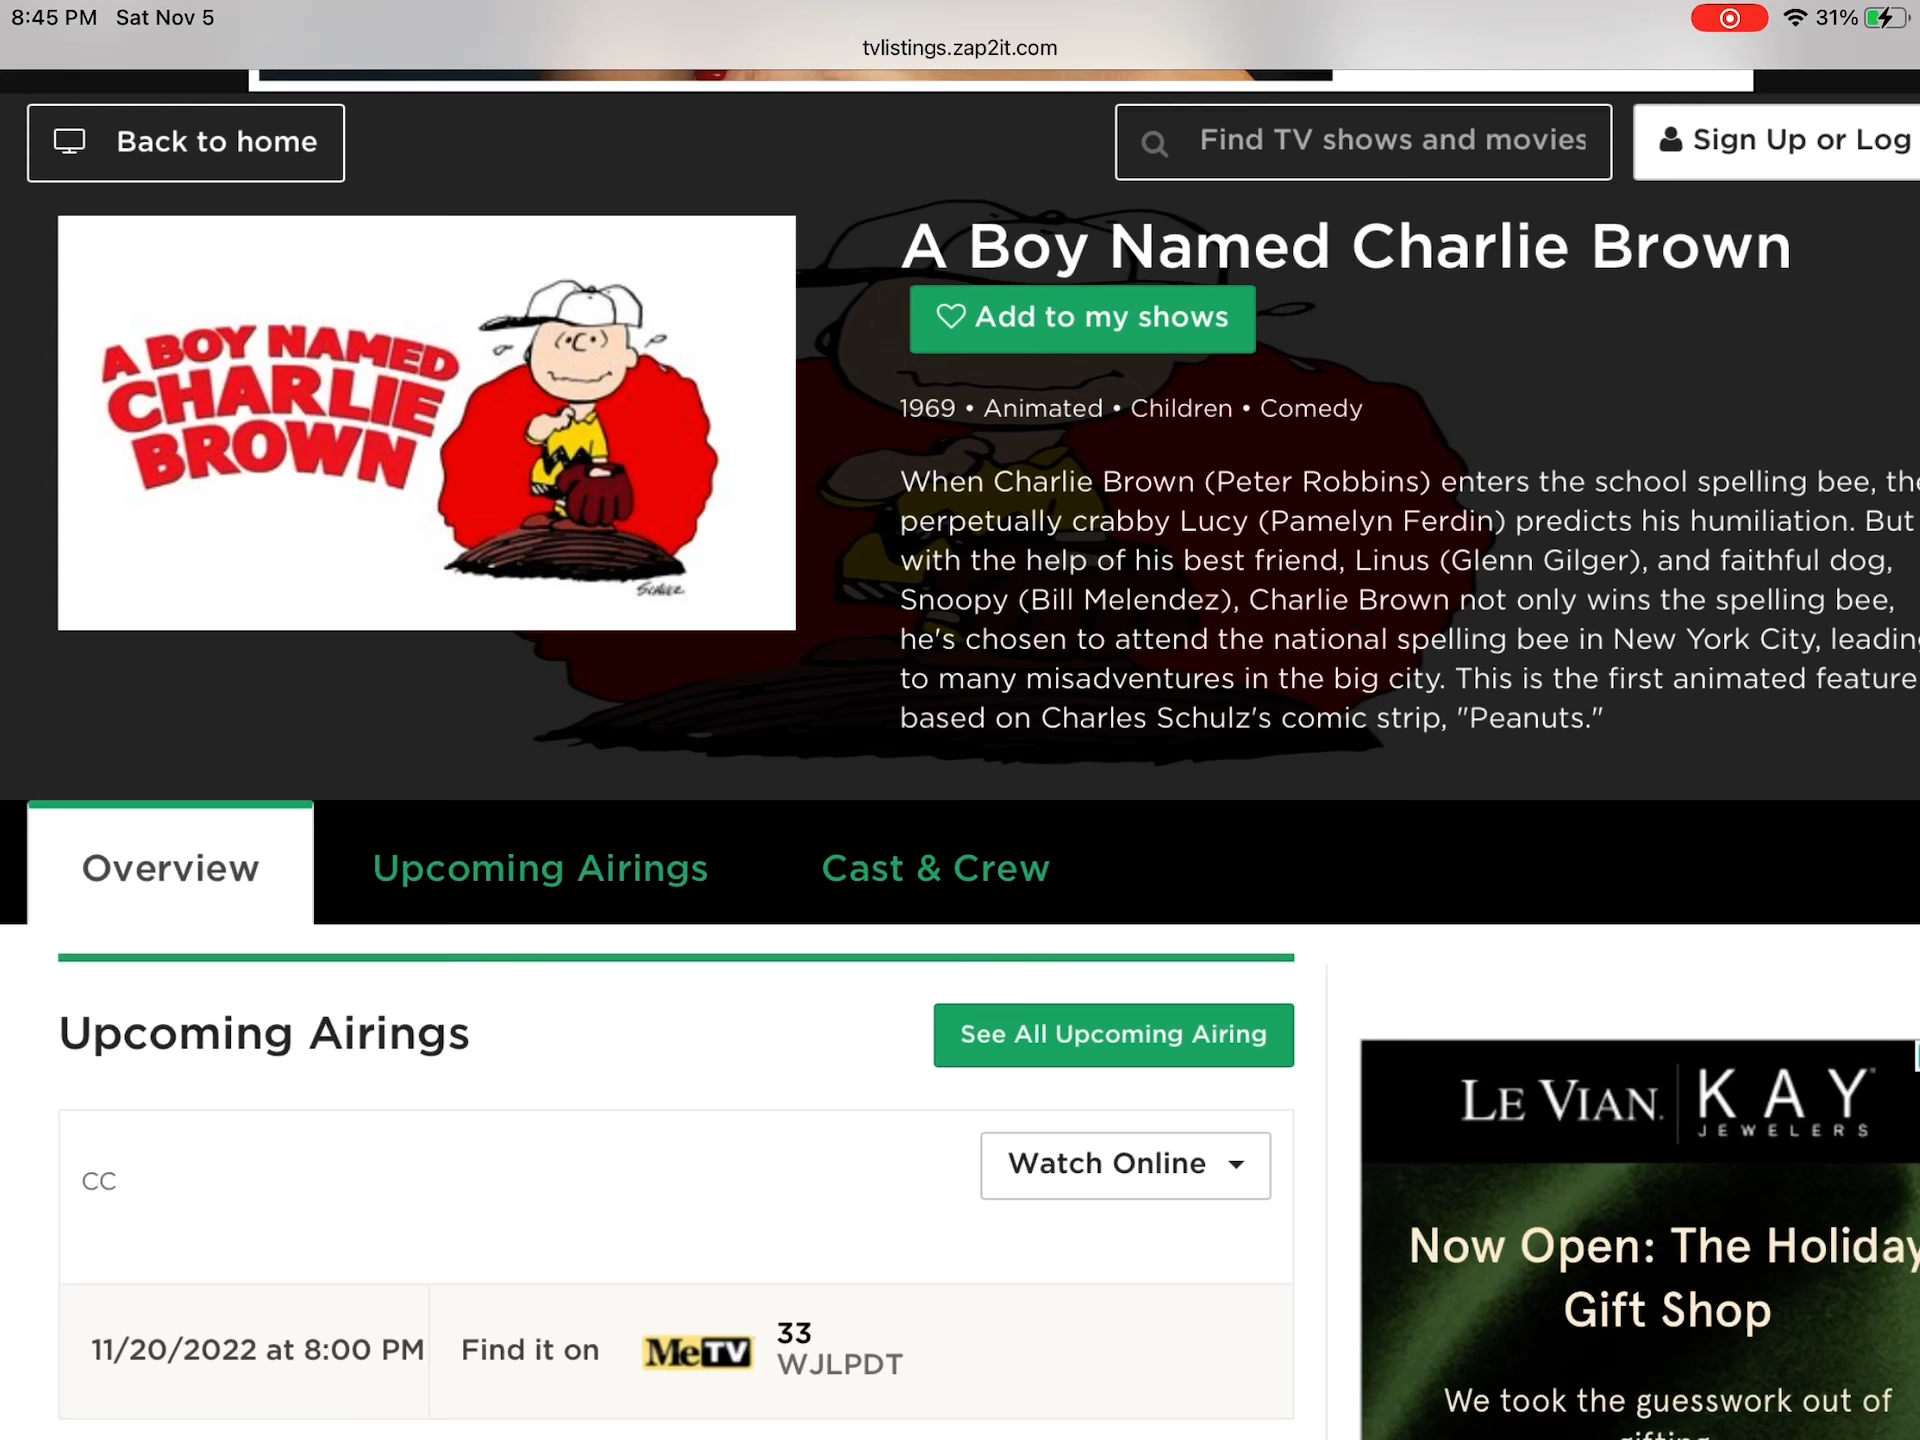 8:45 PM Sat Nov 5
31%
tvlistings.zap2it.com
Back to home
Find TV shows and movies
Sign Up or Log
A BOY NAMED
CHARLIE
BROWN
A Boy Named Charlie Brown
Add to my shows
1969 • Animated • Children • Comedy
When Charlie Brown (Peter Robbins) enters the school spelling bee, the
perpetually crabby Lucy (Pamelyn Ferdin) predicts his humiliation. But
with the help of his best friend, Linus (Glenn Gilger), and faithful dog,
Snoopy (Bill Melendez), Charlie Brown not only wins the spelling bee,
he's chosen to attend the national spelling bee in New York City, leading
to many misadventures in the big city. This is the first animated feature
based on Charles Schulz's comic strip, "Peanuts."
Overview
Upcoming Airings
Cast & Crew
Upcoming Airings
See All Upcoming Airing
CC
Watch Online
11/20/2022 at 8:00 PM
Find it on
MeTV
33
WJLPDT
LE VIAN
KAY
JEWELERS
Now Open: The Holiday
Gift Shop
We took the guesswork out of